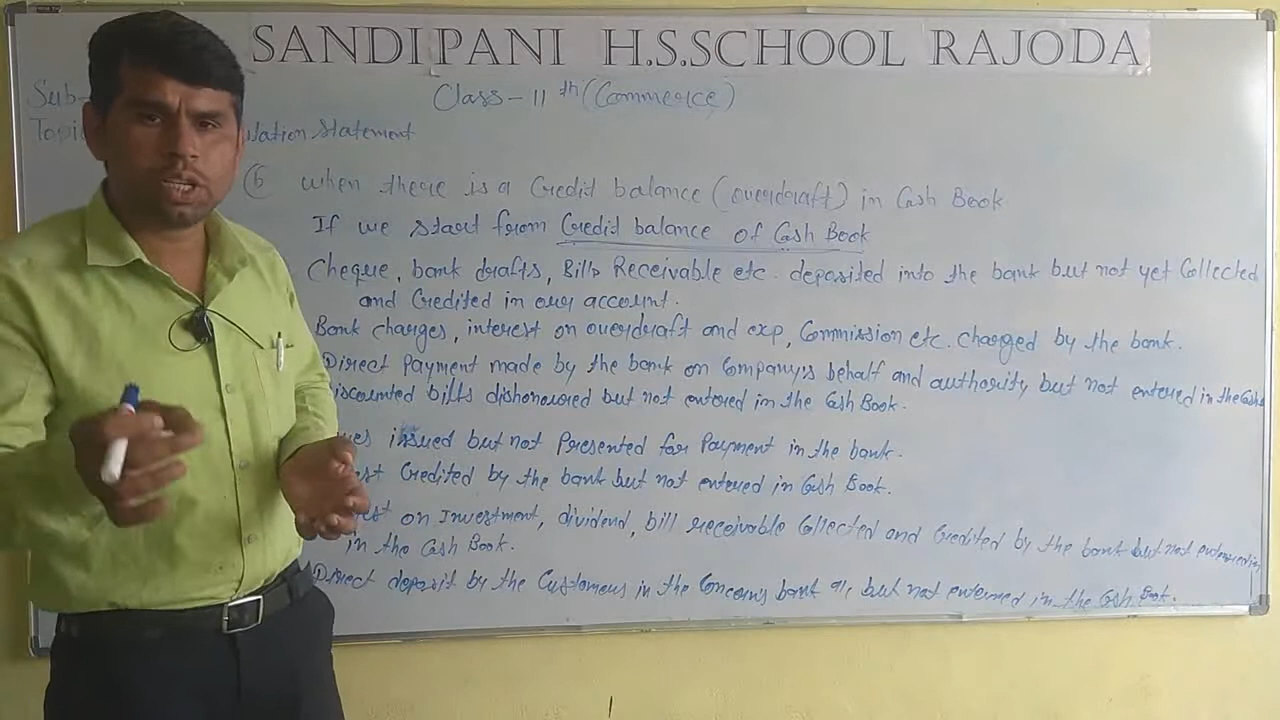 SANDIPANI H.S.SCHOOL RAJODA
Sub-
Class - 11th (Commerce)
Topic
Statement
(6) When there is a Credit balance (overdraft) in Cash Book
If we start from Credit balance of Cash Book
Cheque, bank drafts, Bills Receivable etc. deposited into the bank but not yet Collected
and Credited in our account.
Bank charges, interest on overdraft and exp, Commission etc. charged by the bank.
Direct Payment made by the bank on Company's behalf and authority but not entered in the Cash
discounted bills dishonoured but not entered in the Cash Book.
issued but not Presented for Payment in the bank.
Credited by the bank but not entered in Cash Book.
on Investment, dividend, bill receivable Collected and Credited by the bank but not entered
in the Cash Book.
Direct deposit by the Customers in the Concern's bank a/c but not entered in the Cash Book.